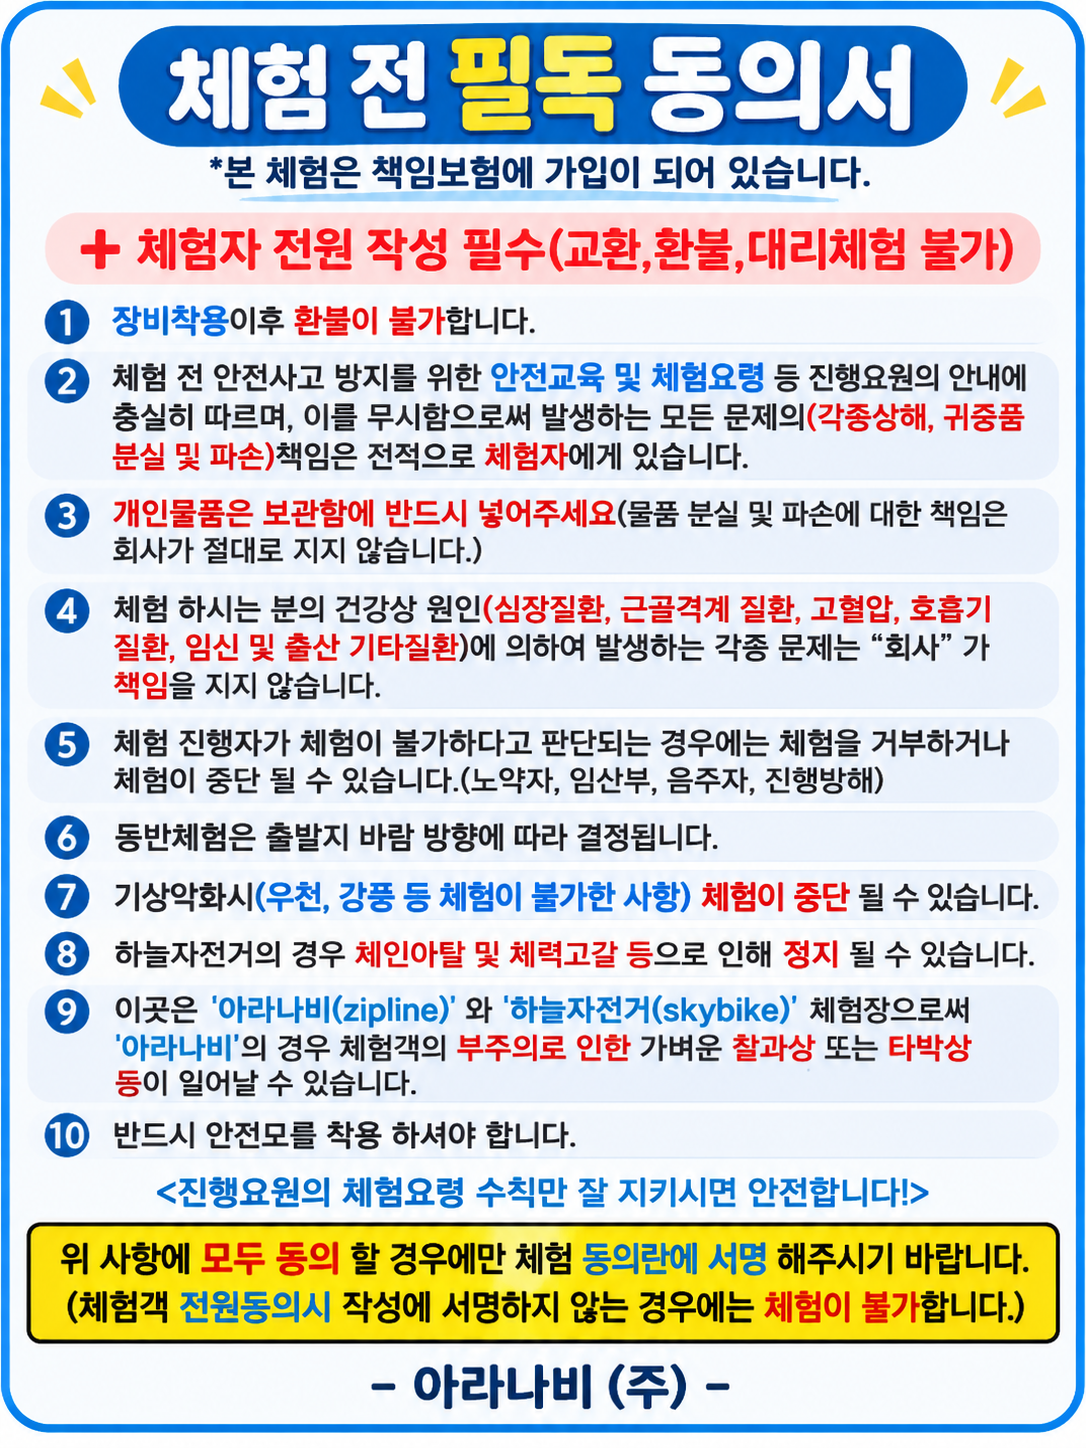 체험 전 필독 동의서
*본 체험은 책임보험에 가입이 되어 있습니다.
+ 체험자 전원 작성 필수(교환,환불,대리체험 불가)
1 장비착용이후 환불이 불가합니다.
2 체험 전 안전사고 방지를 위한 안전교육 및 체험요령 등 진행요원의 안내에
충실히 따르며, 이를 무시함으로써 발생하는 모든 문제의(각종상해, 귀중품
분실 및 파손)책임은 전적으로 체험자에게 있습니다.
3 개인물품은 보관함에 반드시 넣어주세요(물품 분실 및 파손에 대한 책임은
회사가 절대로 지지 않습니다.)
4 체험 하시는 분의 건강상 원인(심장질환, 근골격계 질환, 고혈압, 호흡기
질환, 임신 및 출산 기타질환)에 의하여 발생하는 각종 문제는 “회사” 가
책임을 지지 않습니다.
5 체험 진행자가 체험이 불가하다고 판단되는 경우에는 체험을 거부하거나
체험이 중단 될 수 있습니다.(노약자, 임산부, 음주자, 진행방해)
6 동반체험은 출발지 바람 방향에 따라 결정됩니다.
7 기상악화시(우천, 강풍 등 체험이 불가한 사항) 체험이 중단 될 수 있습니다.
8 하늘자전거의 경우 체인아탈 및 체력고갈 등으로 인해 정지 될 수 있습니다.
9 이곳은 '아라나비(zipline)' 와 '하늘자전거(skybike)' 체험장으로써
'아라나비'의 경우 체험객의 부주의로 인한 가벼운 찰과상 또는 타박상
등이 일어날 수 있습니다.
10 반드시 안전모를 착용 하셔야 합니다.
<진행요원의 체험요령 수칙만 잘 지키시면 안전합니다!>
위 사항에 모두 동의 할 경우에만 체험 동의란에 서명 해주시기 바랍니다.
(체험객 전원동의시 작성에 서명하지 않는 경우에는 체험이 불가합니다.)
- 아라나비 (주) -